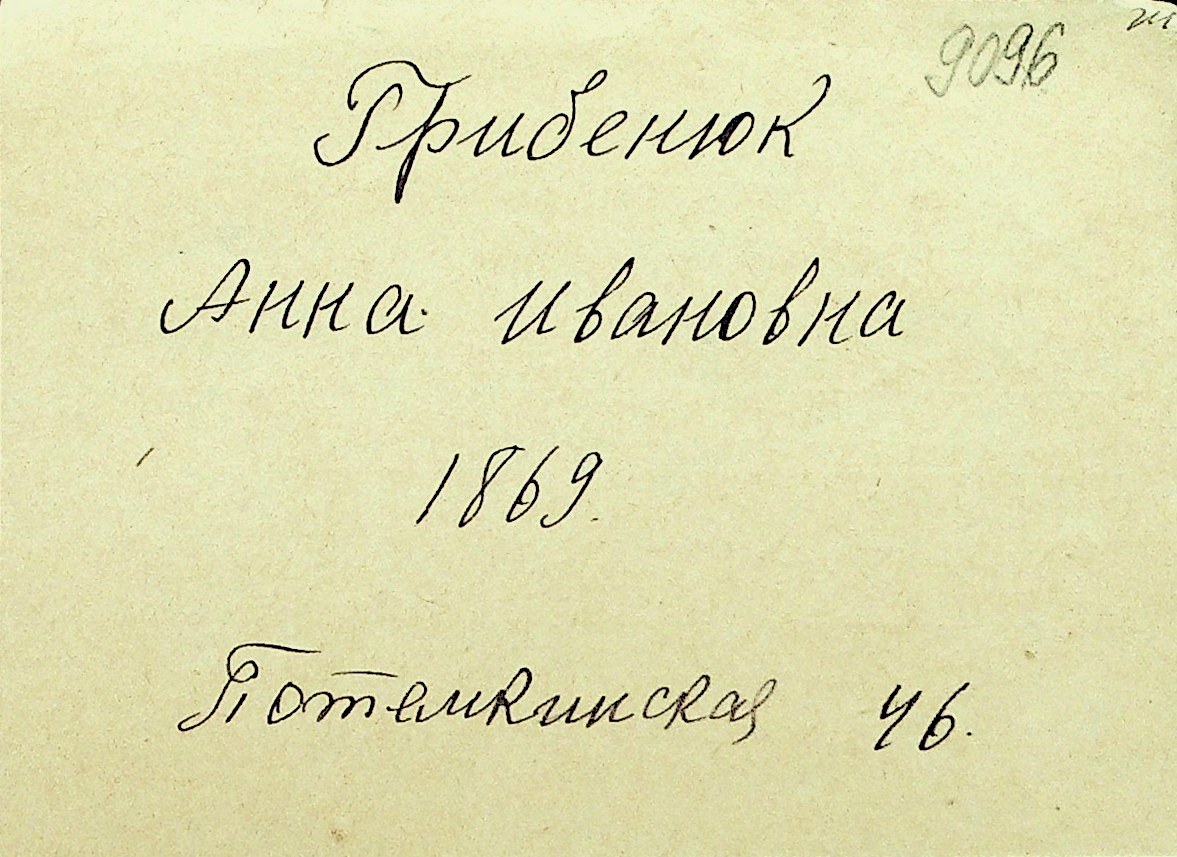 9096
Грибенюк
Анна Ивановна
1869.
Потемкинская 46.